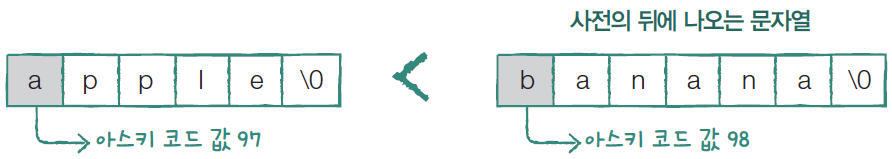 사전의 뒤에 나오는 문자열
a p p l e \0 < b a n a n a \0
아스키 코드 값 97 아스키 코드 값 98